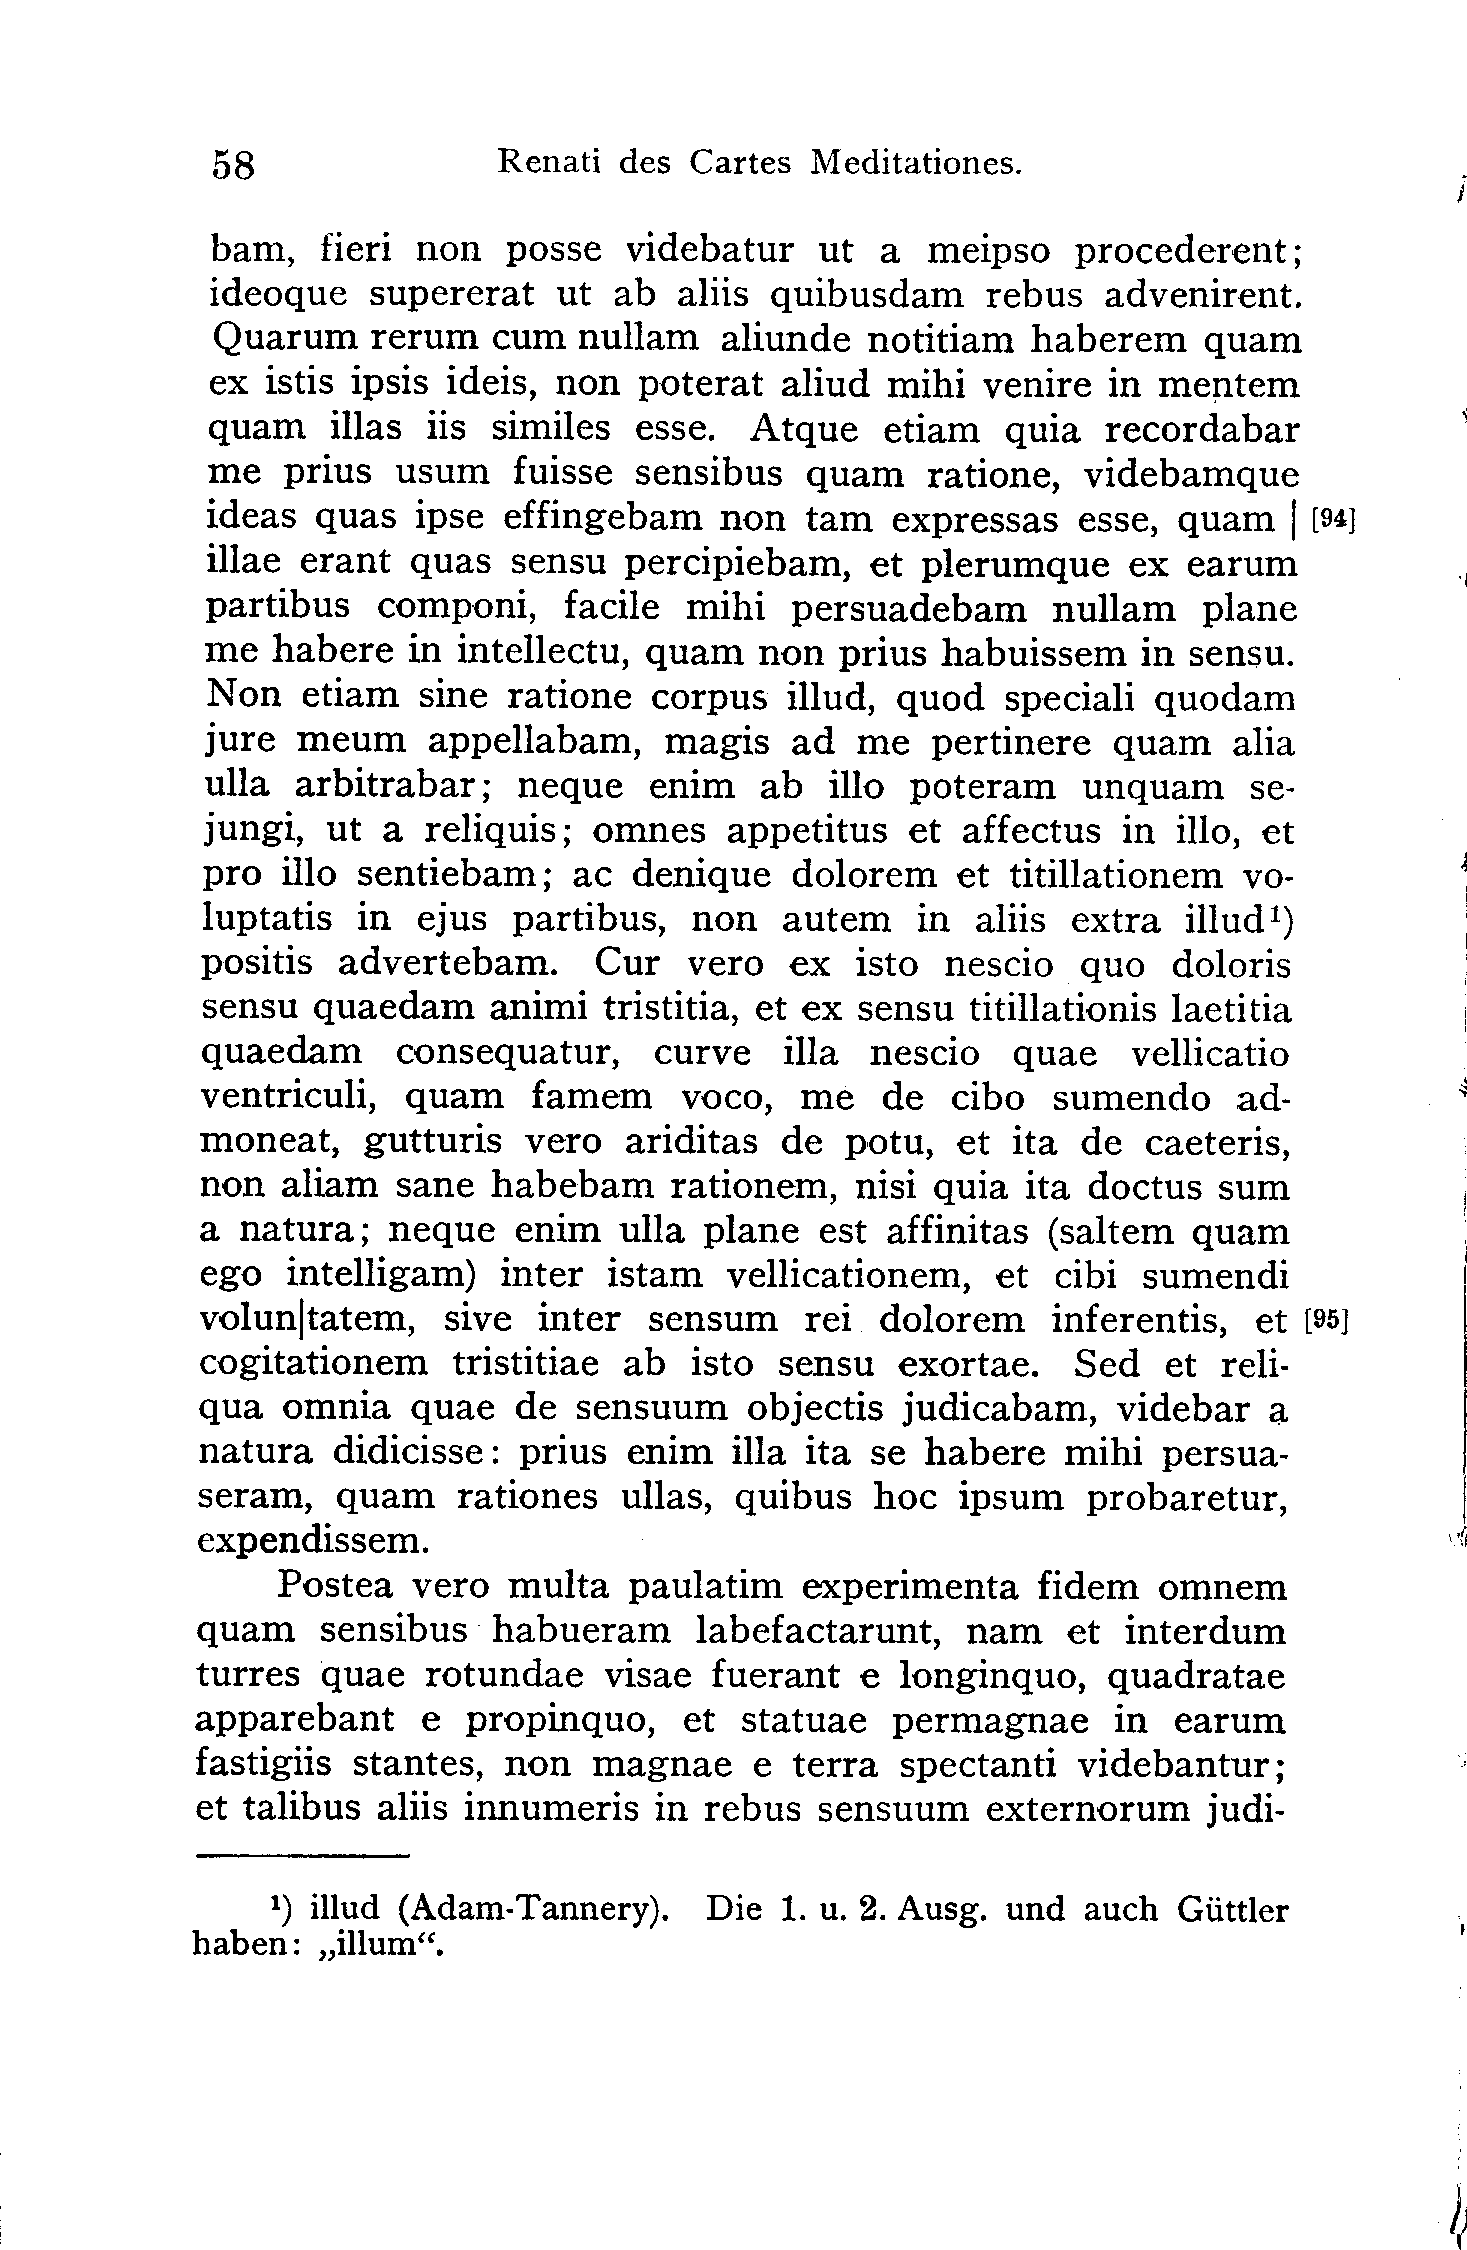 58 Renati des Cartes Meditationes.
bam, fieri non posse videbatur ut a meipso procederent;
ideoque supererat ut ab aliis quibusdam rebus advenirent.
Quarum rerum cum nullam aliunde notitiam haberem quam
ex istis ipsis ideis, non poterat aliud mihi venire in mentem
quam illas iis similes esse. Atque etiam quia recordabar
me prius usum fuisse sensibus quam ratione, videbamque
ideas quas ipse effingebam non tam expressas esse, quam | [94]
illae erant quas sensu percipiebam, et plerumque ex earum
partibus componi, facile mihi persuadebam nullam plane
me habere in intellectu, quam non prius habuissem in sensu.
Non etiam sine ratione corpus illud, quod speciali quodam
jure meum appellabam, magis ad me pertinere quam alia
ulla arbitrabar; neque enim ab illo poteram unquam se-
jungi, ut a reliquis; omnes appetitus et affectus in illo, et
pro illo sentiebam; ac denique dolorem et titillationem vo-
luptatis in ejus partibus, non autem in aliis extra illud¹)
positis advertebam. Cur vero ex isto nescio quo doloris
sensu quaedam animi tristitia, et ex sensu titillationis laetitia
quaedam consequatur, curve illa nescio quae vellicatio
ventriculi, quam famem voco, me de cibo sumendo ad-
moneat, gutturis vero ariditas de potu, et ita de caeteris,
non aliam sane habebam rationem, nisi quia ita doctus sum
a natura; neque enim ulla plane est affinitas (saltem quam
ego intelligam) inter istam vellicationem, et cibi sumendi
volun|tatem, sive inter sensum rei dolorem inferentis, et [95]
cogitationem tristitiae ab isto sensu exortae. Sed et reli-
qua omnia quae de sensuum objectis judicabam, videbar a
natura didicisse: prius enim illa ita se habere mihi persua-
seram, quam rationes ullas, quibus hoc ipsum probaretur,
expendissem.
Postea vero multa paulatim experimenta fidem omnem
quam sensibus habueram labefactarunt, nam et interdum
turres quae rotundae visae fuerant e longinquo, quadratae
apparebant e propinquo, et statuae permagnae in earum
fastigiis stantes, non magnae e terra spectanti videbantur;
et talibus aliis innumeris in rebus sensuum externorum judi-
¹) illud (Adam-Tannery). Die 1. u. 2. Ausg. und auch Güttler
haben: „illum“.